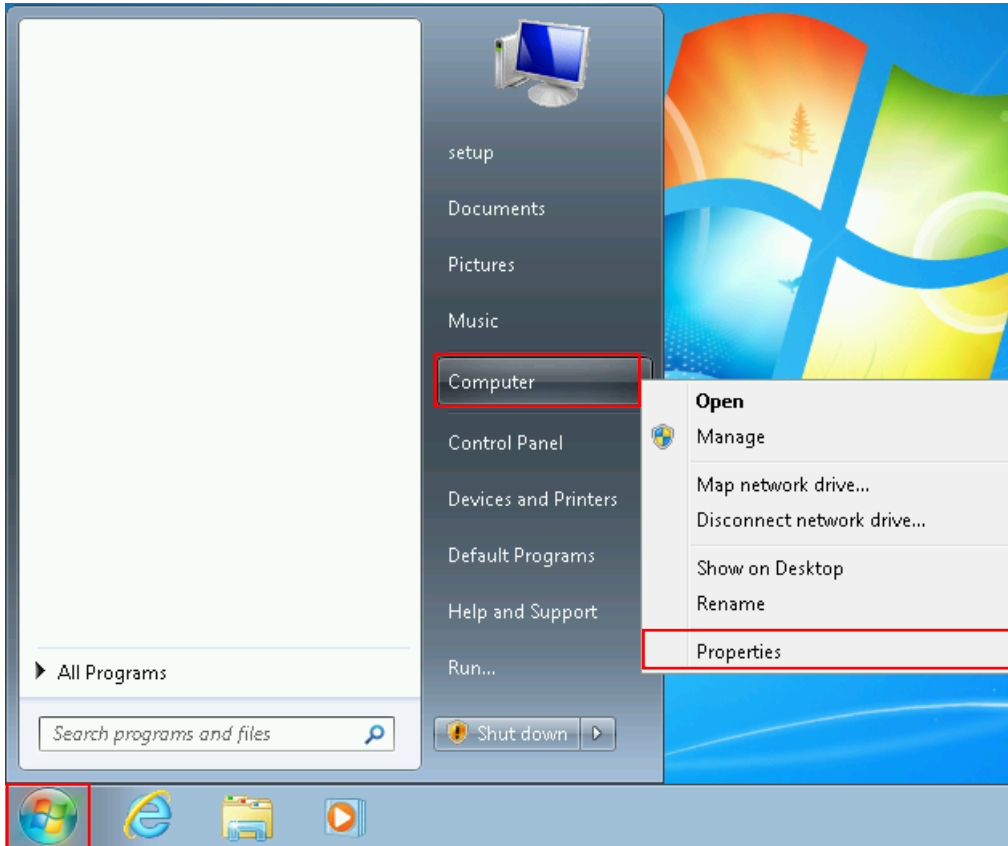 setup
Documents
Pictures
Music
Computer
Control Panel
Devices and Printers
Default Programs
Help and Support
Run...
All Programs
Search programs and files
Shut down
Open
Manage
Map network drive...
Disconnect network drive...
Show on Desktop
Rename
Properties